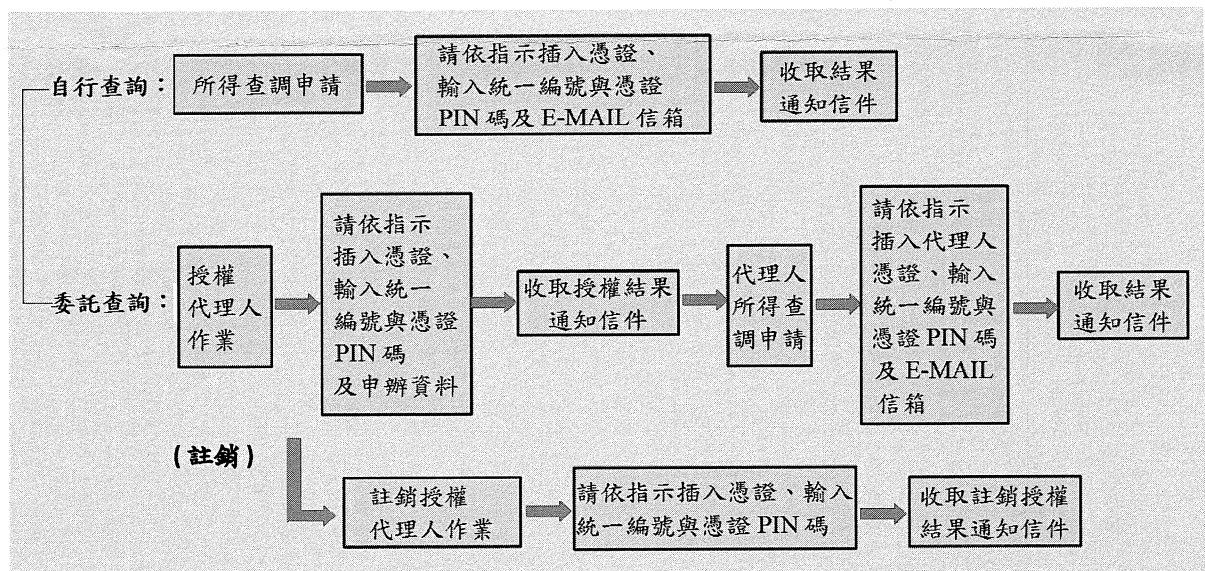 自行查詢：
所得查調申請
請依指示插入憑證、
輸入統一編號與憑證
PIN 碼及 E-MAIL 信箱
收取結果
通知信件
委託查詢：
授權
代理人
作業
請依指示
插入憑證、
輸入統一
編號與憑證
PIN 碼
及申辦資料
收取授權結果
通知信件
代理人
所得查
調申請
請依指示
插入代理人
憑證、輸入
統一編號與
憑證 PIN 碼
及 E-MAIL
信箱
收取結果
通知信件
(註銷)
註銷授權
代理人作業
請依指示插入憑證、輸入
統一編號與憑證 PIN 碼
收取註銷授權
結果通知信件